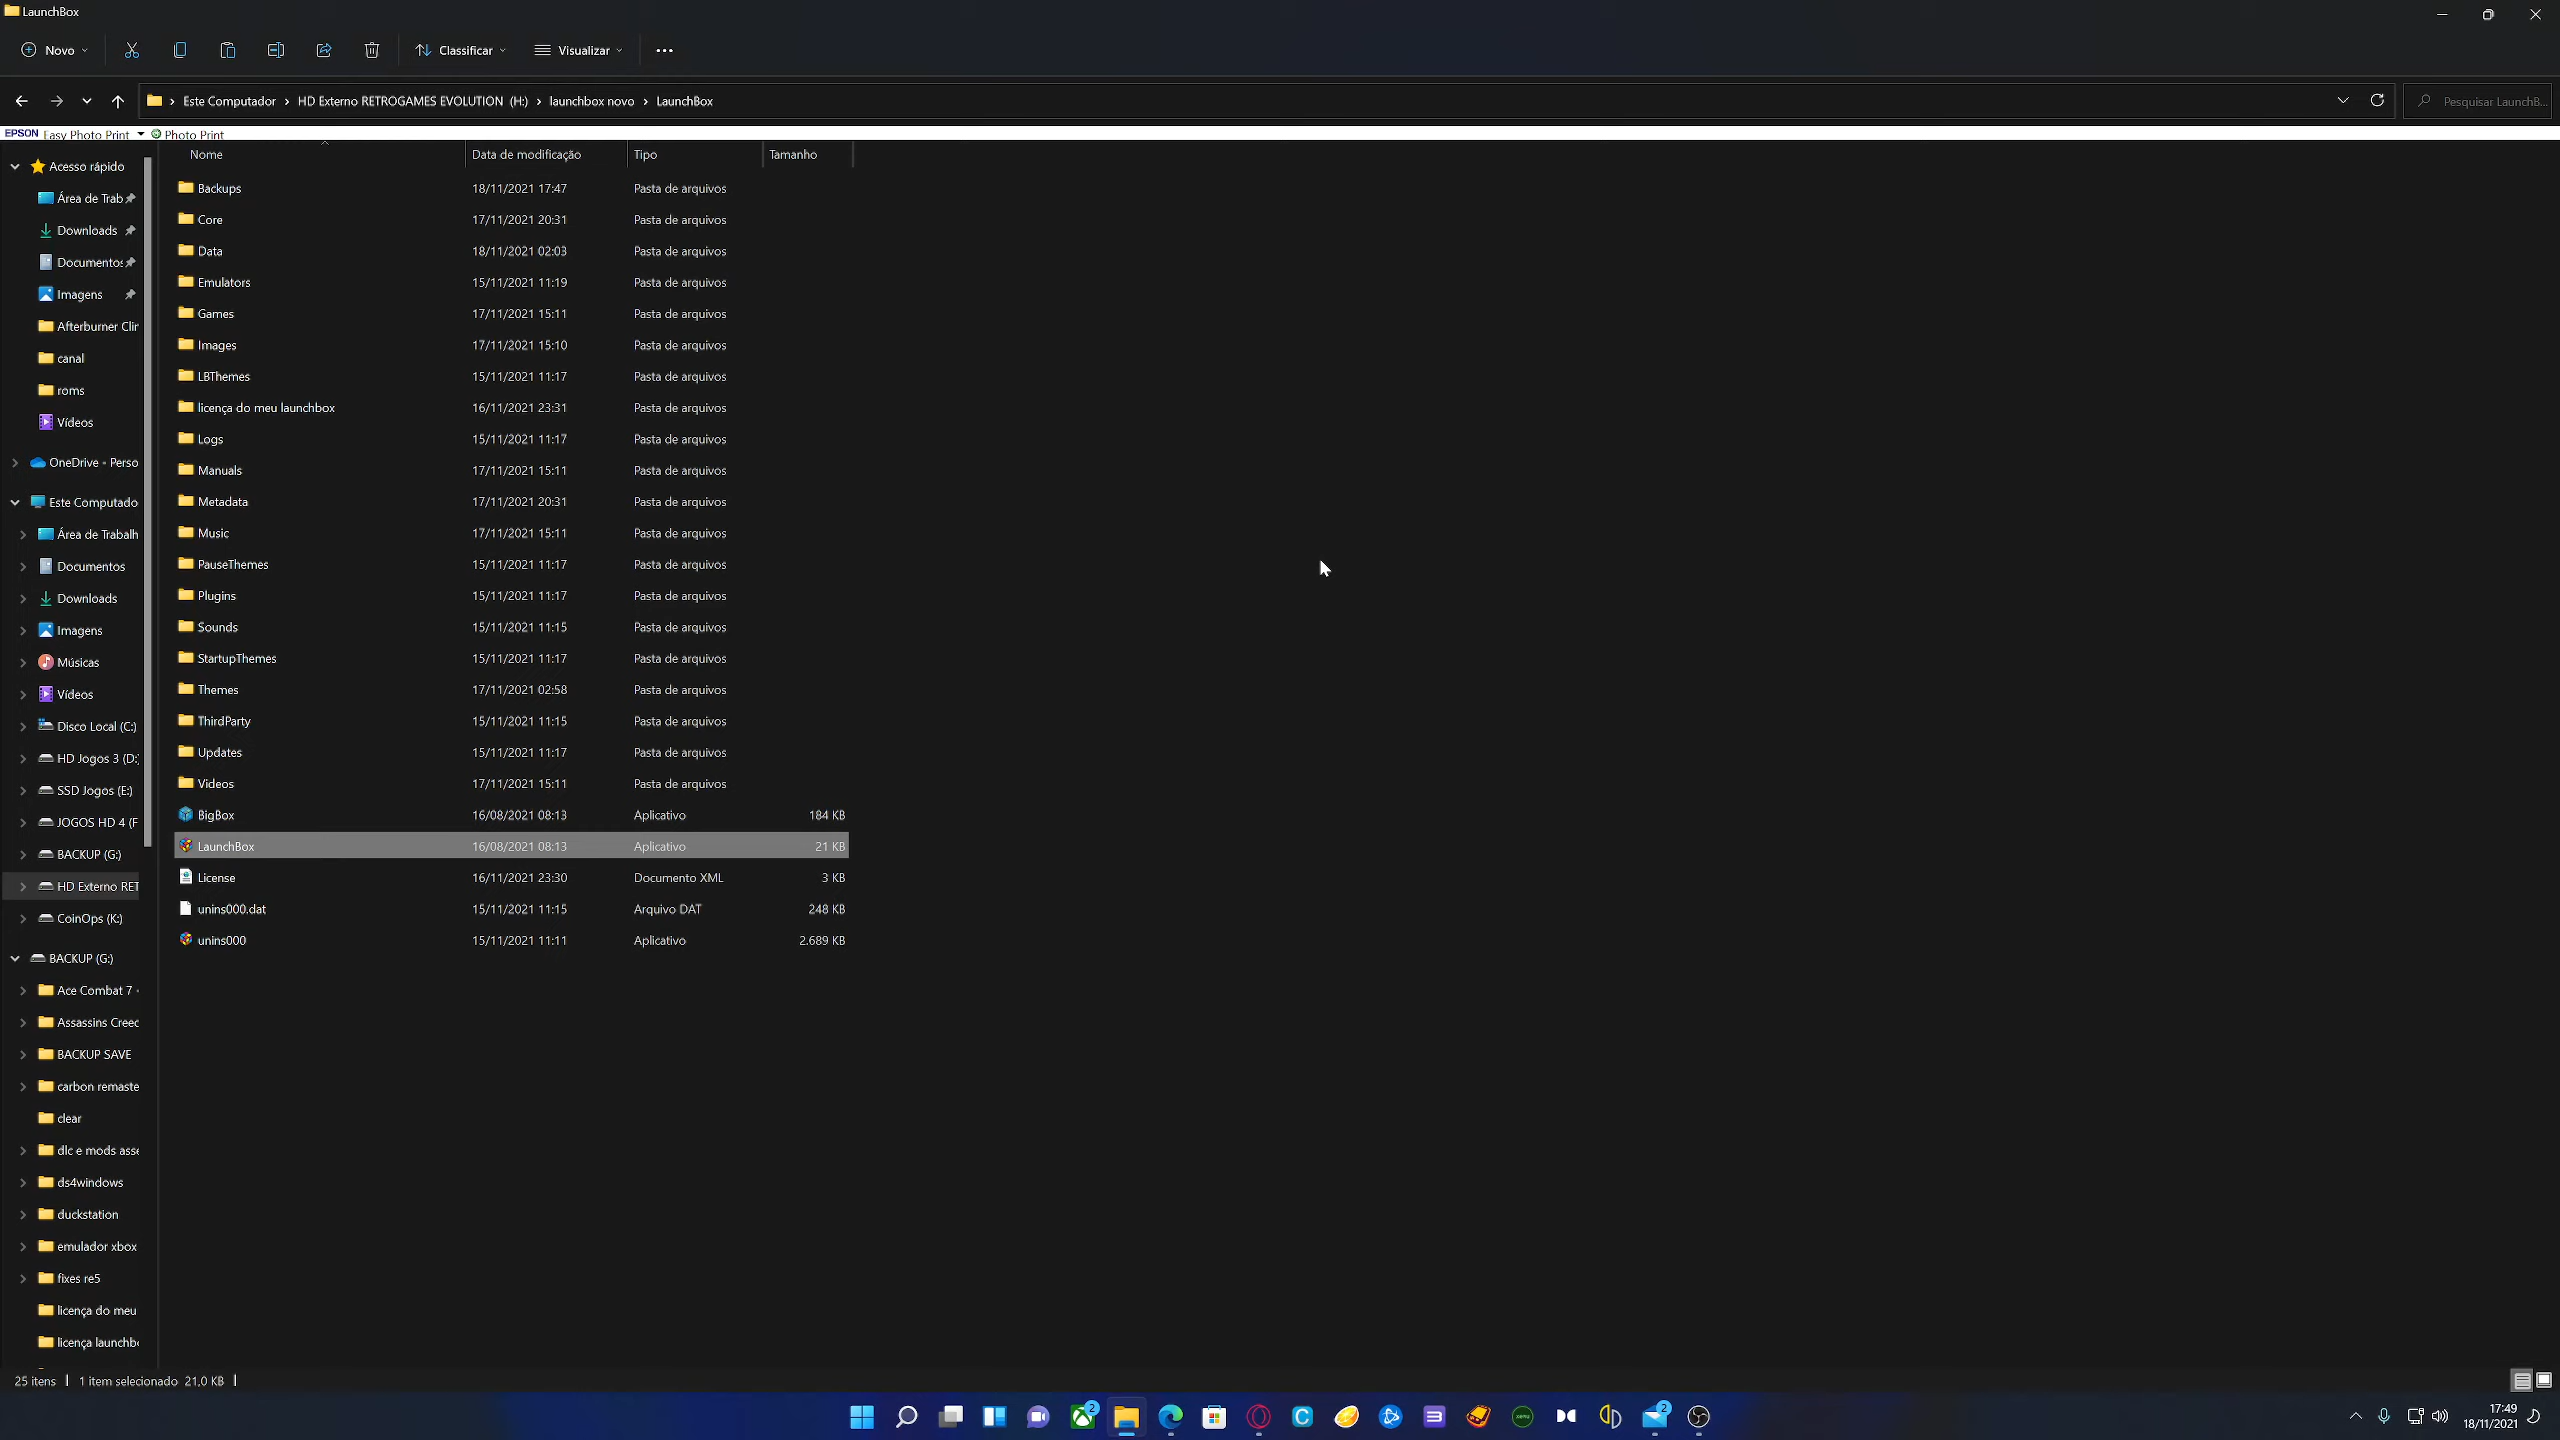 LaunchBox
Novo Classificar Visualizar
Este Computador HD Externo RETROGAMES EVOLUTION (H:) launchbox novo LaunchBox Pesquisar LaunchB...
EPSON Easy Photo Print Photo Print
Nome Data de modificação Tipo Tamanho
Backups 18/11/2021 17:47 Pasta de arquivos
Core 17/11/2021 20:31 Pasta de arquivos
Data 18/11/2021 02:03 Pasta de arquivos
Emulators 15/11/2021 11:19 Pasta de arquivos
Games 17/11/2021 15:11 Pasta de arquivos
Images 17/11/2021 15:10 Pasta de arquivos
LBThemes 15/11/2021 11:17 Pasta de arquivos
licença do meu launchbox 16/11/2021 23:31 Pasta de arquivos
Logs 15/11/2021 11:17 Pasta de arquivos
Manuals 17/11/2021 15:11 Pasta de arquivos
Metadata 17/11/2021 20:31 Pasta de arquivos
Music 17/11/2021 15:11 Pasta de arquivos
PauseThemes 15/11/2021 11:17 Pasta de arquivos
Plugins 15/11/2021 11:17 Pasta de arquivos
Sounds 15/11/2021 11:15 Pasta de arquivos
StartupThemes 15/11/2021 11:17 Pasta de arquivos
Themes 17/11/2021 02:58 Pasta de arquivos
ThirdParty 15/11/2021 11:15 Pasta de arquivos
Updates 15/11/2021 11:17 Pasta de arquivos
Videos 17/11/2021 15:11 Pasta de arquivos
BigBox 16/08/2021 08:13 Aplicativo 184 KB
LaunchBox 16/08/2021 08:13 Aplicativo 21 KB
License 16/11/2021 23:30 Documento XML 3 KB
unins000.dat 15/11/2021 11:15 Arquivo DAT 248 KB
unins000 15/11/2021 11:11 Aplicativo 2.689 KB
Acesso rápido
Área de Trab
Downloads
Documentos
Imagens
Afterburner Clir
canal
roms
Vídeos
OneDrive - Perso
Este Computado
Área de Trabalh
Documentos
Downloads
Imagens
Músicas
Vídeos
Disco Local (C:)
HD Jogos 3 (D:)
SSD Jogos (E:)
JOGOS HD 4 (F
BACKUP (G:)
HD Externo RET
CoinOps (K:)
BACKUP (G:)
Ace Combat 7 -
Assassins Creed
BACKUP SAVE
carbon remaste
clear
dlc e mods asse
ds4windows
duckstation
emulador xbox
fixes re5
licença do meu
licença launchbo
25 itens 1 item selecionado 21,0 KB
2
2
17:49
18/11/2021